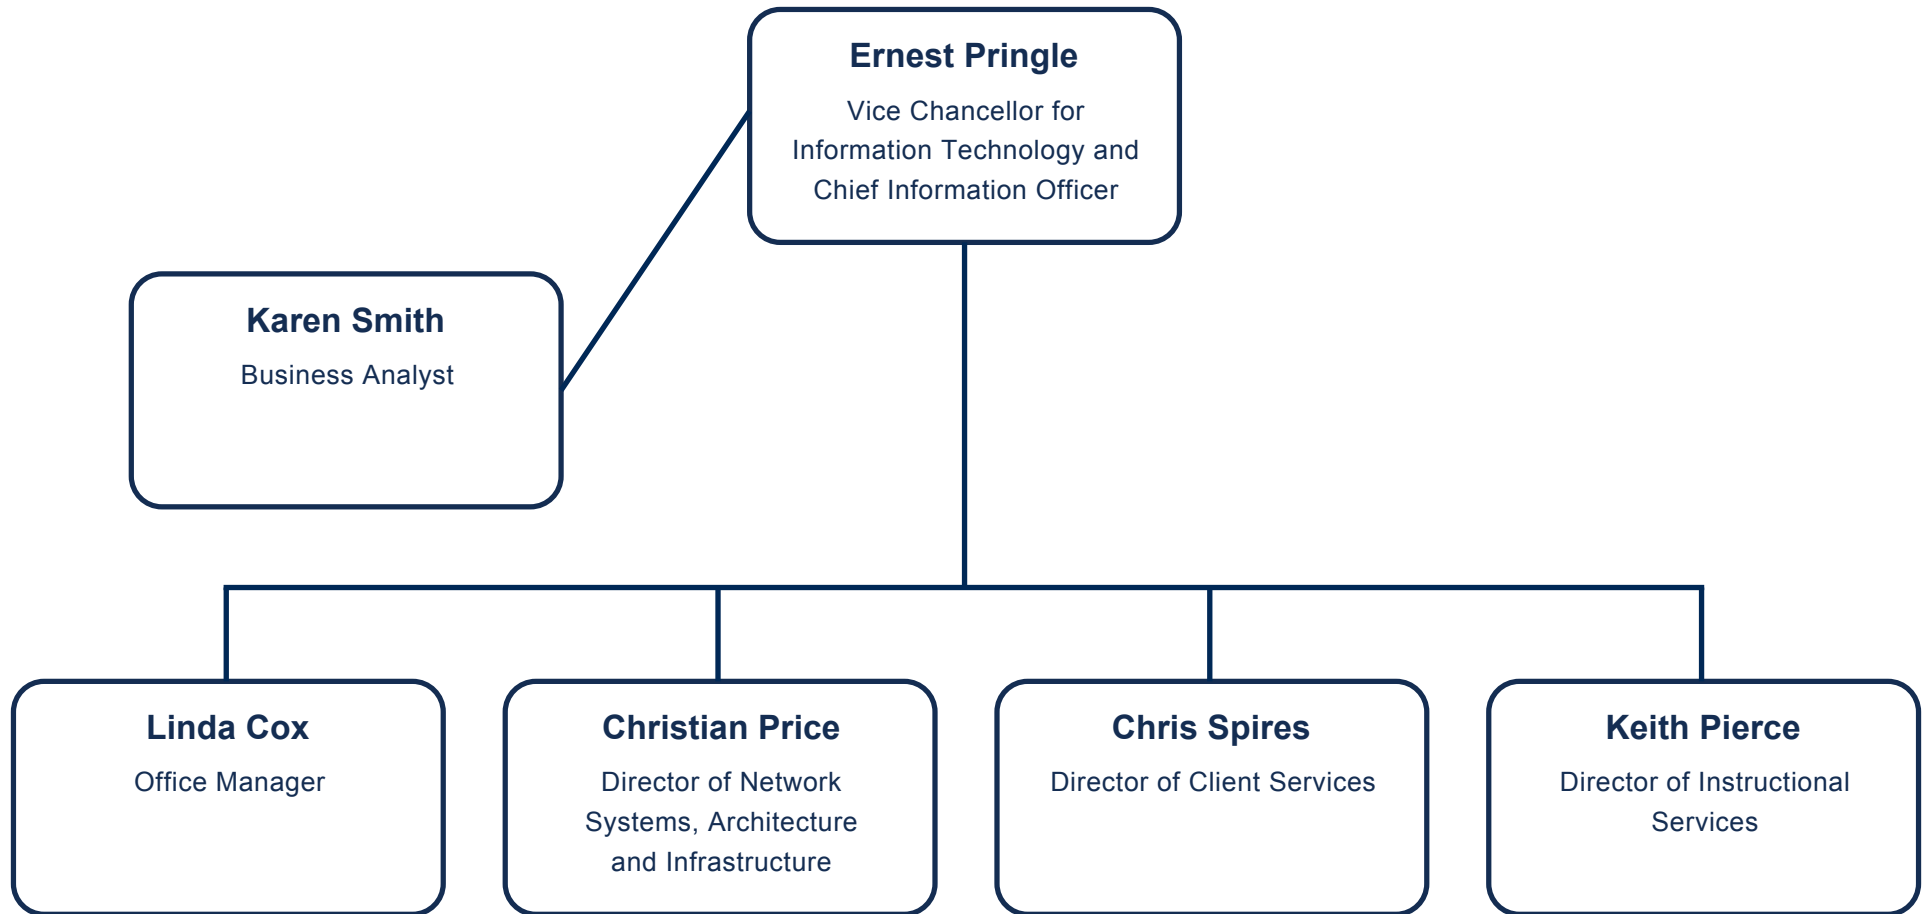 Ernest Pringle
Vice Chancellor for
Information Technology and
Chief Information Officer
Karen Smith
Business Analyst
Linda Cox
Office Manager
Christian Price
Director of Network
Systems, Architecture
and Infrastructure
Chris Spires
Director of Client Services
Keith Pierce
Director of Instructional
Services